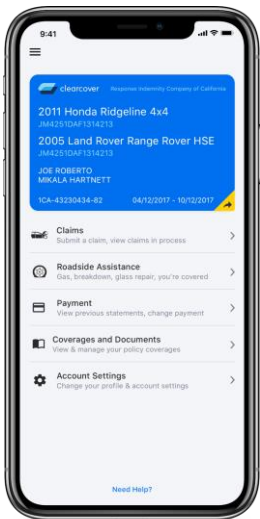 9:41
clearcover Response Indemnity Company of California
2011 Honda Ridgeline 4x4
JM4251DAF1314213
2005 Land Rover Range Rover HSE
JM4251DAF1314213
JOE ROBERTO
MIKALA HARTNETT
1CA-43230434-82 04/12/2017 - 10/12/2017
Claims
Submit a claim, view claims in process
Roadside Assistance
Gas, breakdown, glass repair, you're covered
Payment
View previous statements, change payment
Coverages and Documents
View & manage your policy coverages
Account Settings
Change your profile & account settings
Need Help?